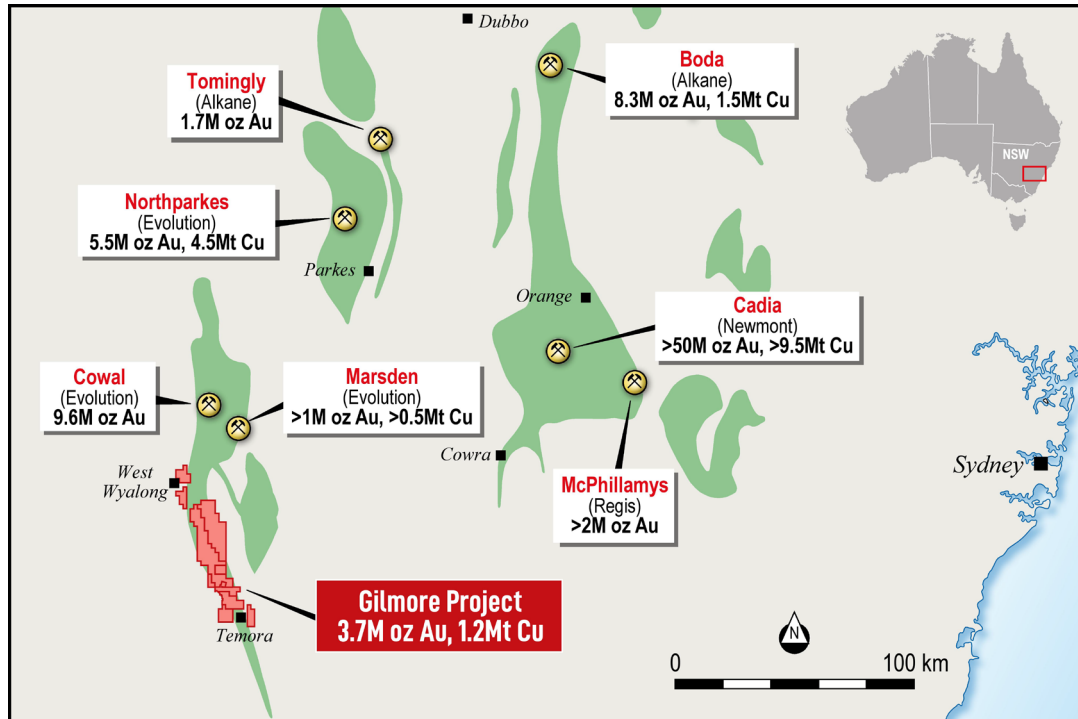 Dubbo
Tomingly
(Alkane)
1.7M oz Au
Boda
(Alkane)
8.3M oz Au, 1.5Mt Cu
NSW
Northparkes
(Evolution)
5.5M oz Au, 4.5Mt Cu
Parkes
Orange
Cadia
(Newmont)
>50M oz Au, >9.5Mt Cu
Cowal
(Evolution)
9.6M oz Au
Marsden
(Evolution)
>1M oz Au, >0.5Mt Cu
Cowra
West
Wyalong
Sydney
McPhillamys
(Regis)
>2M oz Au
Gilmore Project
3.7M oz Au, 1.2Mt Cu
Temora
N
0
100 km